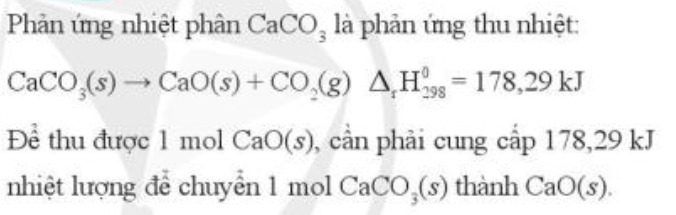 Phản ứng nhiệt phân CaCO₃ là phản ứng thu nhiệt:
CaCO₃(s) → CaO(s) + CO₂(g) ΔᵣH⁰₂₉₈ = 178,29 kJ
Để thu được 1 mol CaO(s), cần phải cung cấp 178,29 kJ
nhiệt lượng để chuyển 1 mol CaCO₃(s) thành CaO(s).